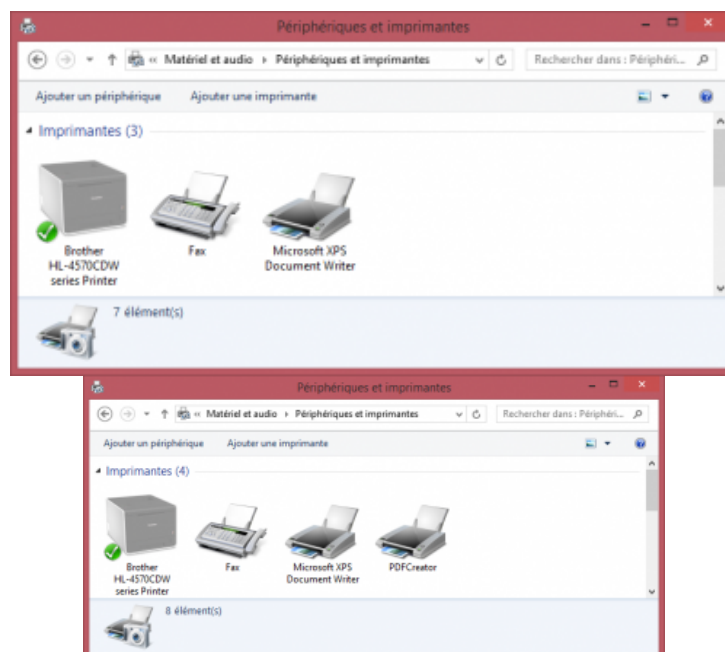 Périphériques et imprimantes
« Matériel et audio ▸ Périphériques et imprimantes
Rechercher dans : Périphéri...
Ajouter un périphérique Ajouter une imprimante
Imprimantes (3)
Brother
HL-4570CDW
series Printer
Fax
Microsoft XPS
Document Writer
7 élément(s)
Périphériques et imprimantes
« Matériel et audio ▸ Périphériques et imprimantes
Rechercher dans : Périphéri...
Ajouter un périphérique Ajouter une imprimante
Imprimantes (4)
Brother
HL-4570CDW
series Printer
Fax
Microsoft XPS
Document Writer
PDFCreator
8 élément(s)